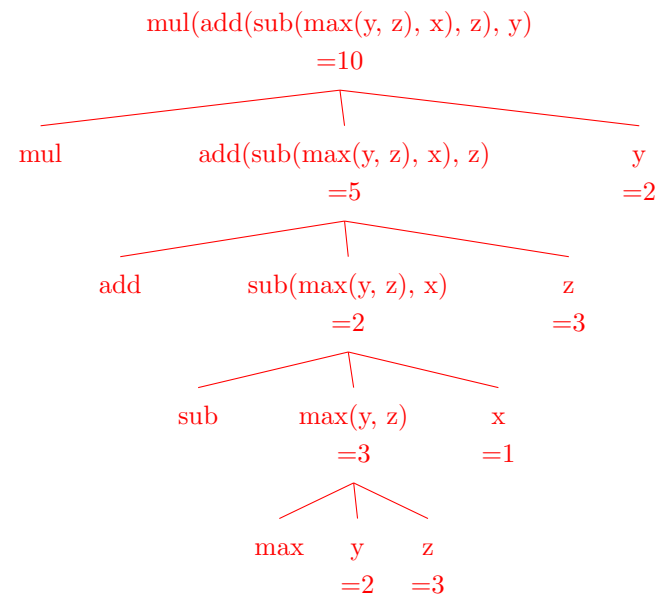 mul(add(sub(max(y, z), x), z), y)
=10
mul add(sub(max(y, z), x), z) y
=5 =2
add sub(max(y, z), x) z
=2 =3
sub max(y, z) x
=3 =1
max y z
=2 =3